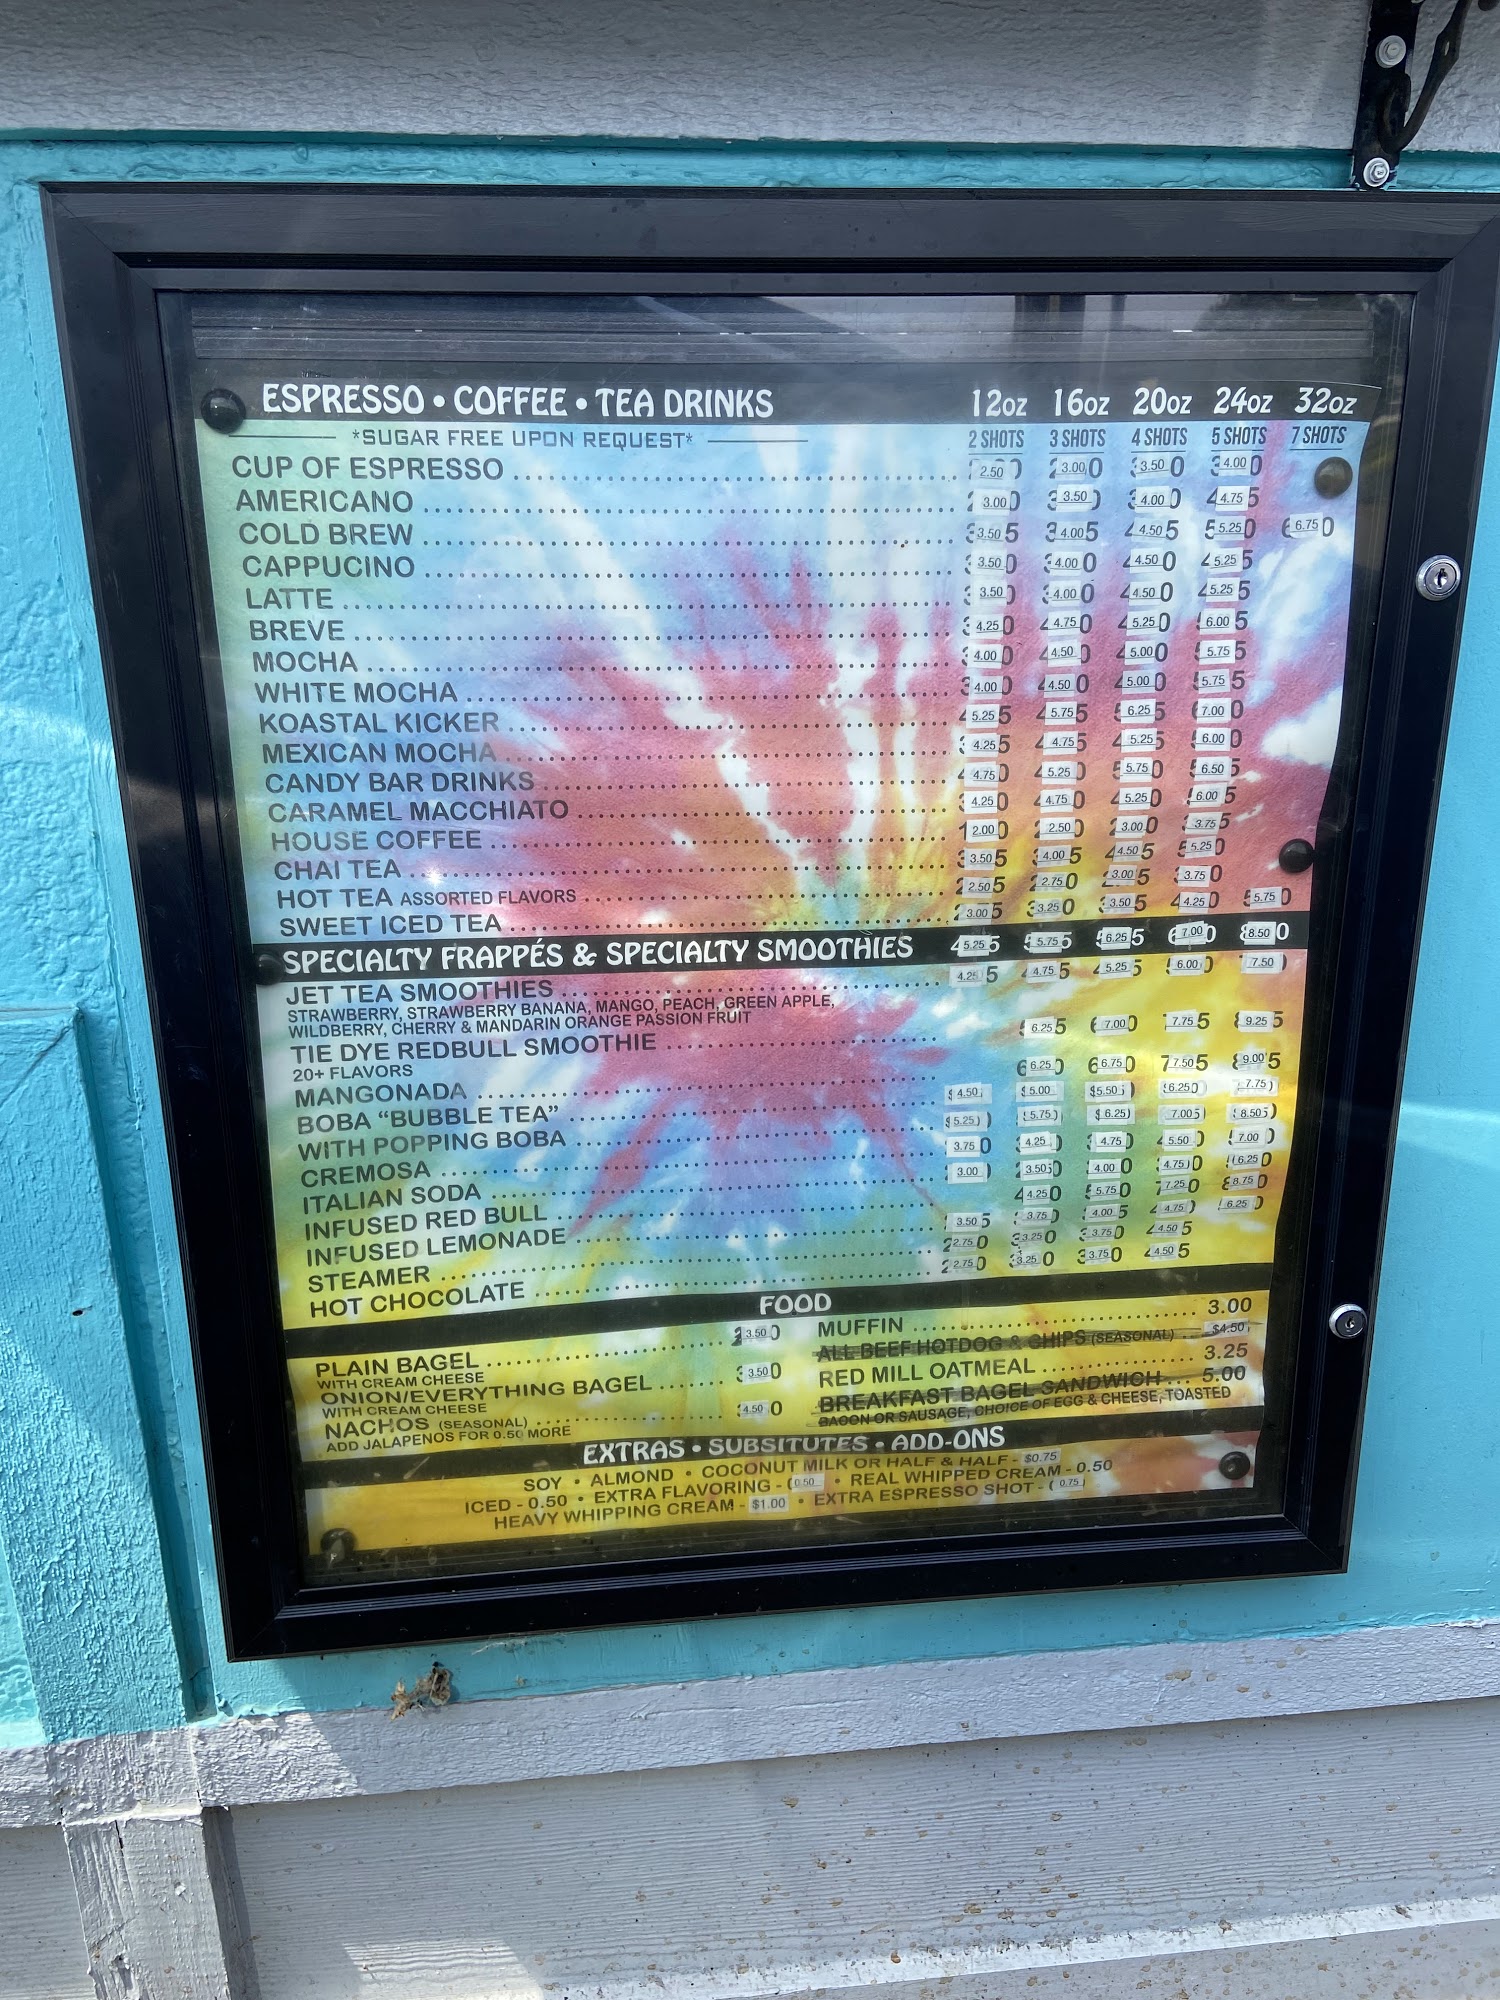 ESPRESSO • COFFEE • TEA DRINKS 12oz 16oz 20oz 24oz 32oz
*SUGAR FREE UPON REQUEST* 2 SHOTS 3 SHOTS 4 SHOTS 5 SHOTS 7 SHOTS
CUP OF ESPRESSO 2.50 3.00 3.50 4.00
AMERICANO 3.00 3.50 4.00 4.75
COLD BREW 3.50 4.00 4.50 5.25 6.75
CAPPUCINO 3.50 4.00 4.50 5.25
LATTE 3.50 4.00 4.50 5.25
BREVE 4.25 4.75 5.25 6.00
MOCHA 4.00 4.50 5.00 5.75
WHITE MOCHA 4.00 4.50 5.00 5.75
KOASTAL KICKER 5.25 5.75 6.25 7.00
MEXICAN MOCHA 4.25 4.75 5.25 6.00
CANDY BAR DRINKS 4.75 5.25 5.75 6.50
CARAMEL MACCHIATO 4.25 4.75 5.25 6.00
HOUSE COFFEE 2.00 2.50 3.00 3.75
CHAI TEA 3.50 4.00 4.50 5.25
HOT TEA ASSORTED FLAVORS 2.50 2.75 3.00 3.75
SWEET ICED TEA 3.00 3.25 3.50 4.25 5.75
SPECIALTY FRAPPÉS & SPECIALTY SMOOTHIES 5.25 5.75 6.25 7.00 8.50
JET TEA SMOOTHIES 4.25 4.75 5.25 6.00 7.50
STRAWBERRY, STRAWBERRY BANANA, MANGO, PEACH, GREEN APPLE,
WILDBERRY, CHERRY & MANDARIN ORANGE PASSION FRUIT
TIE DYE REDBULL SMOOTHIE 6.25 7.00 7.75 9.25
20+ FLAVORS
MANGONADA 6.25 6.75 7.50 9.00
BOBA “BUBBLE TEA” 4.50 5.00 5.50 6.25 7.75
WITH POPPING BOBA 5.25 5.75 6.25 7.00 8.50
CREMOSA 3.75 4.25 4.75 5.50 7.00
ITALIAN SODA 3.00 3.50 4.00 4.75 6.25
INFUSED RED BULL 4.25 5.75 7.25 8.75
INFUSED LEMONADE 3.50 3.75 4.00 4.75 6.25
STEAMER 2.75 3.25 3.75 4.50
HOT CHOCOLATE 2.75 3.25 3.75 4.50
FOOD
PLAIN BAGEL 3.50
WITH CREAM CHEESE
ONION/EVERYTHING BAGEL 3.50
WITH CREAM CHEESE
NACHOS (SEASONAL) 4.50
ADD JALAPENOS FOR 0.50 MORE
MUFFIN 3.00
ALL BEEF HOTDOG & CHIPS (SEASONAL) $4.50
RED MILL OATMEAL 3.25
BREAKFAST BAGEL SANDWICH 5.00
BACON OR SAUSAGE, CHOICE OF EGG & CHEESE, TOASTED
EXTRAS • SUBSITUTES • ADD-ONS
SOY • ALMOND • COCONUT MILK OR HALF & HALF - $0.75
ICED - 0.50 • EXTRA FLAVORING - 0.50 • REAL WHIPPED CREAM - 0.50
HEAVY WHIPPING CREAM - $1.00 • EXTRA ESPRESSO SHOT - 0.75